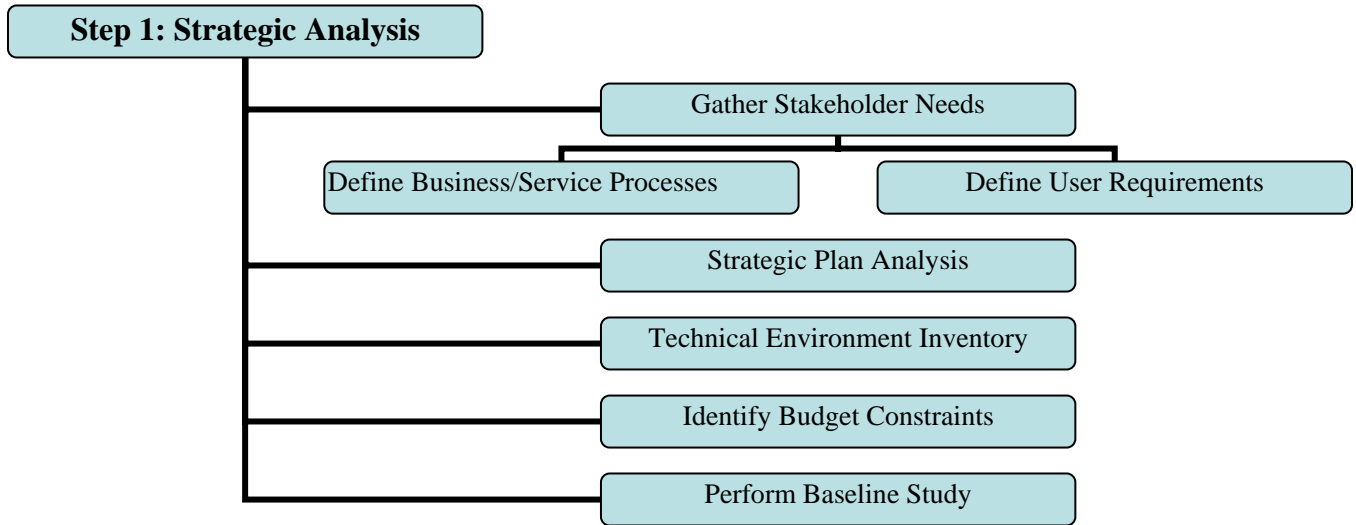 Step 1: Strategic Analysis
Gather Stakeholder Needs
Define Business/Service Processes
Define User Requirements
Strategic Plan Analysis
Technical Environment Inventory
Identify Budget Constraints
Perform Baseline Study